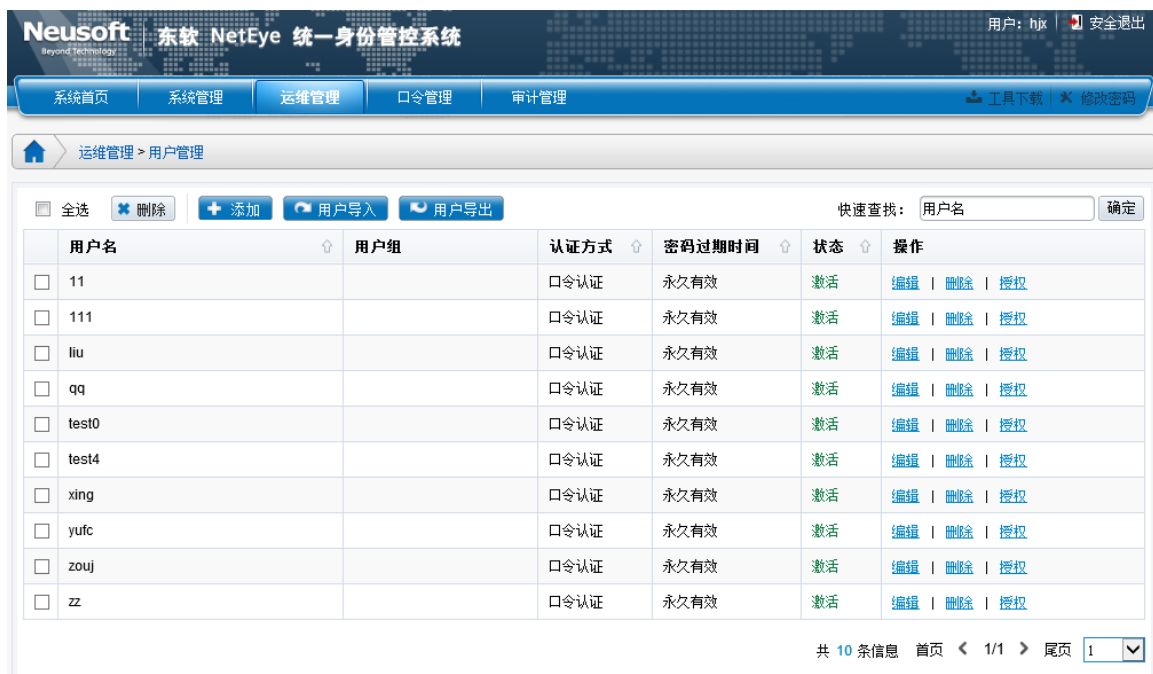 Neusoft 东软 NetEye 统一身份管控系统
Beyond Technology
用户: hjx 安全退出
系统首页 系统管理 运维管理 口令管理 审计管理 工具下载 修改密码
运维管理 > 用户管理
全选 删除 添加 用户导入 用户导出 快速查找: 用户名 确定
用户名 用户组 认证方式 密码过期时间 状态 操作
11 口令认证 永久有效 激活 编辑 | 删除 | 授权
111 口令认证 永久有效 激活 编辑 | 删除 | 授权
liu 口令认证 永久有效 激活 编辑 | 删除 | 授权
qq 口令认证 永久有效 激活 编辑 | 删除 | 授权
test0 口令认证 永久有效 激活 编辑 | 删除 | 授权
test4 口令认证 永久有效 激活 编辑 | 删除 | 授权
xing 口令认证 永久有效 激活 编辑 | 删除 | 授权
yufc 口令认证 永久有效 激活 编辑 | 删除 | 授权
zouj 口令认证 永久有效 激活 编辑 | 删除 | 授权
zz 口令认证 永久有效 激活 编辑 | 删除 | 授权
共 10 条信息 首页 1/1 尾页 1